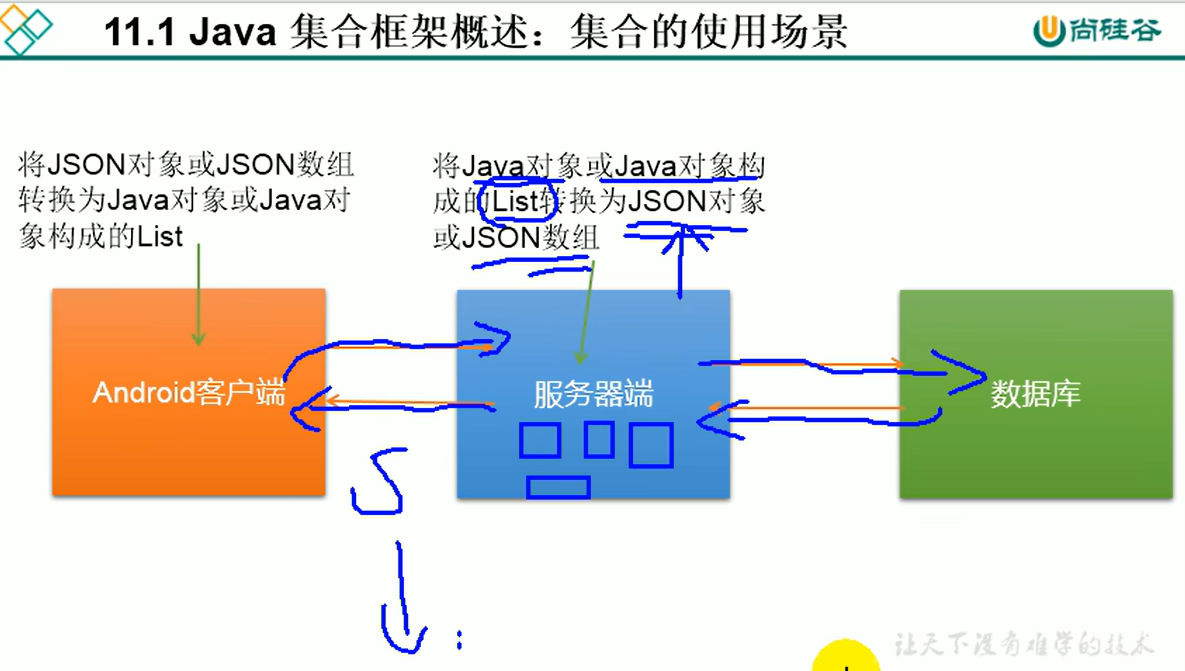 11.1 Java 集合框架概述：集合的使用场景
尚硅谷
将JSON对象或JSON数组
转换为Java对象或Java对
象构成的List
将Java对象或Java对象构
成的List转换为JSON对象
或JSON数组
Android客户端
服务器端
数据库
S
让天下没有难学的技术